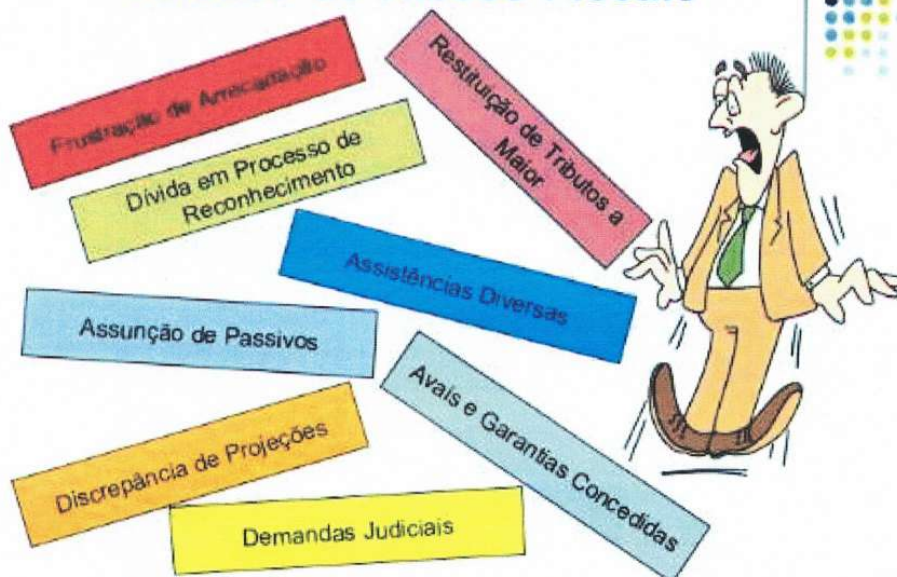 Frustração de Arrecadação
Restituição de Tributos a
Maior
Dívida em Processo de
Reconhecimento
Assistências Diversas
Assunção de Passivos
Avais e Garantias Concedidas
Discrepância de Projeções
Demandas Judiciais